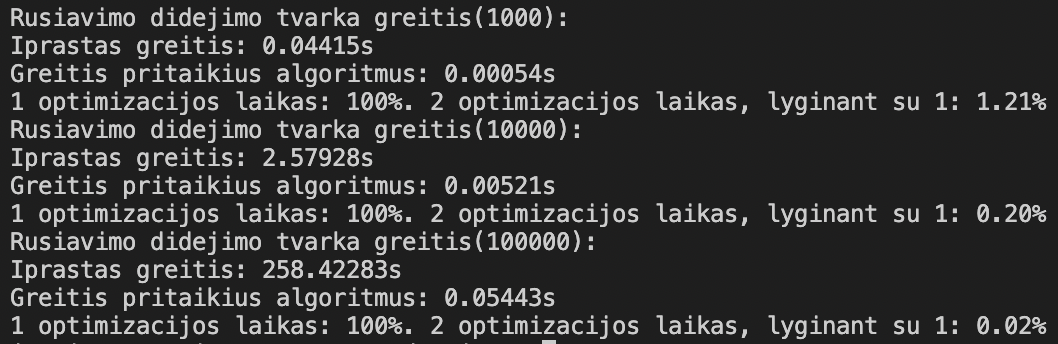 Rusiavimo didejimo tvarka greitis(1000):
Iprastas greitis: 0.04415s
Greitis pritaikius algoritmus: 0.00054s
1 optimizacijos laikas: 100%. 2 optimizacijos laikas, lyginant su 1: 1.21%
Rusiavimo didejimo tvarka greitis(10000):
Iprastas greitis: 2.57928s
Greitis pritaikius algoritmus: 0.00521s
1 optimizacijos laikas: 100%. 2 optimizacijos laikas, lyginant su 1: 0.20%
Rusiavimo didejimo tvarka greitis(100000):
Iprastas greitis: 258.42283s
Greitis pritaikius algoritmus: 0.05443s
1 optimizacijos laikas: 100%. 2 optimizacijos laikas, lyginant su 1: 0.02%